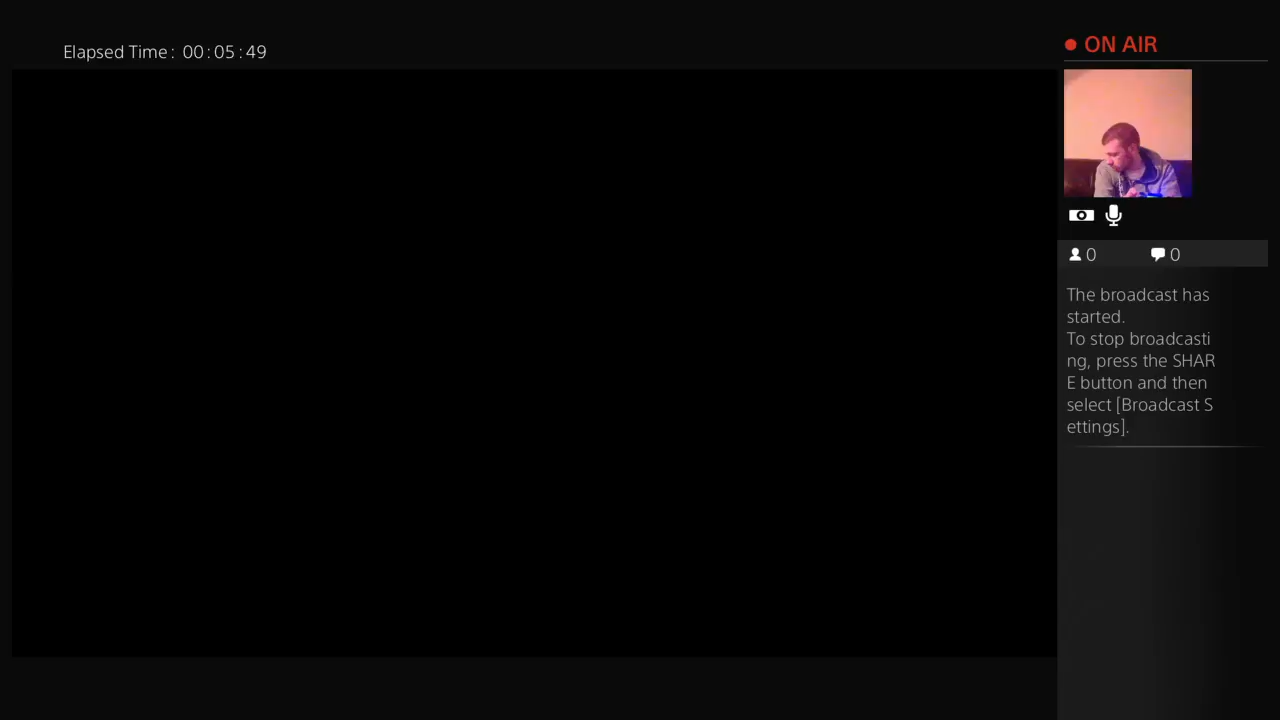 Elapsed Time: 00:05:49
ON AIR
0 0
The broadcast has
started.
To stop broadcasti
ng, press the SHAR
E button and then
select [Broadcast S
ettings].